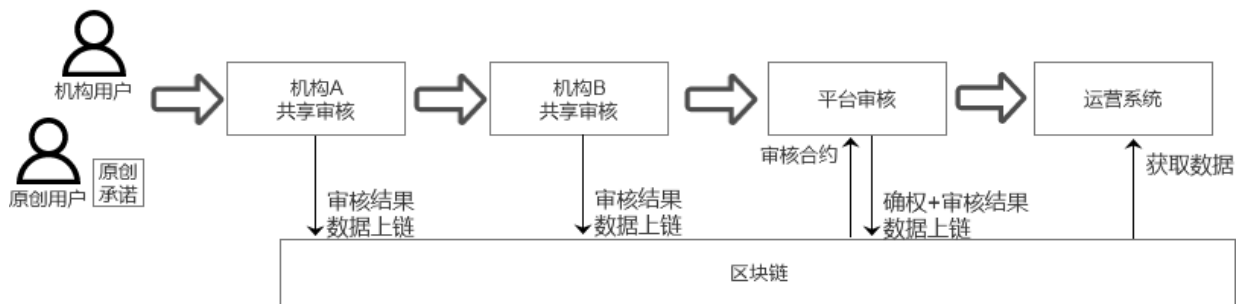 机构用户
原创用户
原创
承诺
机构A
共享审核
机构B
共享审核
平台审核
运营系统
审核结果
数据上链
审核结果
数据上链
审核合约
确权+审核结果
数据上链
获取数据
区块链